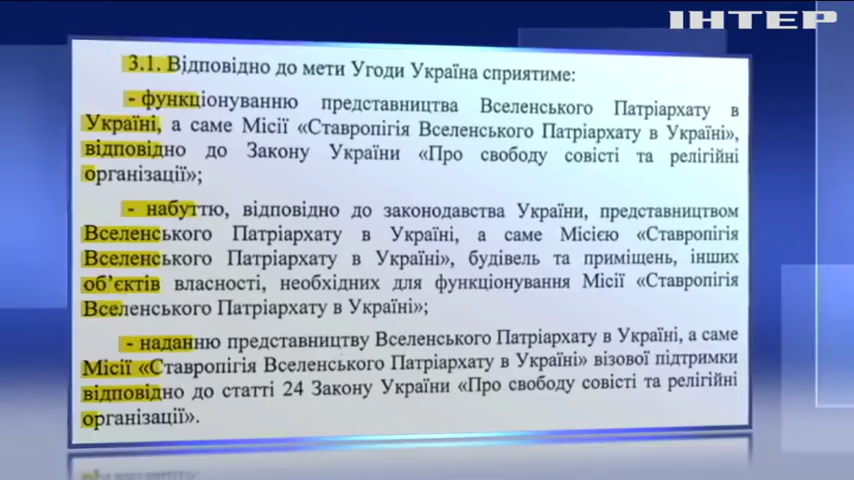 ІНТЕР
3.1. Відповідно до мети Угоди Україна сприятиме:
- функціонуванню представництва Вселенського Патріархату в
Україні, а саме Місії «Ставропігія Вселенського Патріархату в Україні»,
відповідно до Закону України «Про свободу совісті та релігійні
організації»;
- набуттю, відповідно до законодавства України, представництвом
Вселенського Патріархату в Україні, а саме Місією «Ставропігія
Вселенського Патріархату в Україні», будівель та приміщень, інших
об’єктів власності, необхідних для функціонування Місії «Ставропігія
Вселенського Патріархату в Україні»;
- наданню представництву Вселенського Патріархату в Україні, а саме
Місії «Ставропігія Вселенського Патріархату в Україні» візової підтримки
відповідно до статті 24 Закону України «Про свободу совісті та релігійні
організації».